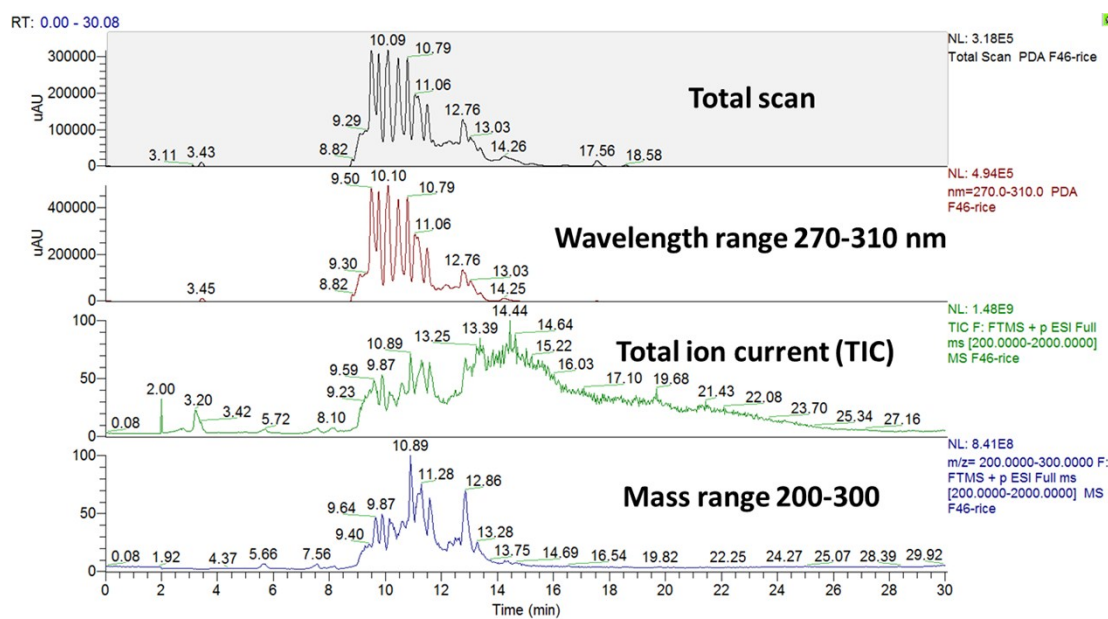 RT: 0.00 - 30.08
NL: 3.18E5
Total Scan PDA F46-rice
300000
200000
100000
0
uAU
3.11 3.43 8.82 9.29 10.09 10.79 11.06 12.76 13.03 14.26 17.56 18.58
Total scan
NL: 4.94E5
nm=270.0-310.0 PDA
F46-rice
400000
200000
0
uAU
3.45 8.82 9.30 9.50 10.10 10.79 11.06 12.76 13.03 14.25
Wavelength range 270-310 nm
NL: 1.48E9
TIC F: FTMS + p ESI Full
ms [200.0000-2000.0000]
MS F46-rice
100
50
0
0.08 2.00 3.20 3.42 5.72 8.10 9.23 9.59 9.87 10.89 13.25 13.39 14.44 14.64 15.22 16.03 17.10 19.68 21.43 22.08 23.70 25.34 27.16
Total ion current (TIC)
NL: 8.41E8
m/z= 200.0000-300.0000 F:
FTMS + p ESI Full ms
[200.0000-2000.0000] MS
F46-rice
100
50
0
0.08 1.92 4.37 5.66 7.56 9.40 9.64 9.87 10.89 11.28 12.86 13.28 13.75 14.69 16.54 19.82 22.25 24.27 25.07 28.39 29.92
Mass range 200-300
0 2 4 6 8 10 12 14 16 18 20 22 24 26 28 30
Time (min)